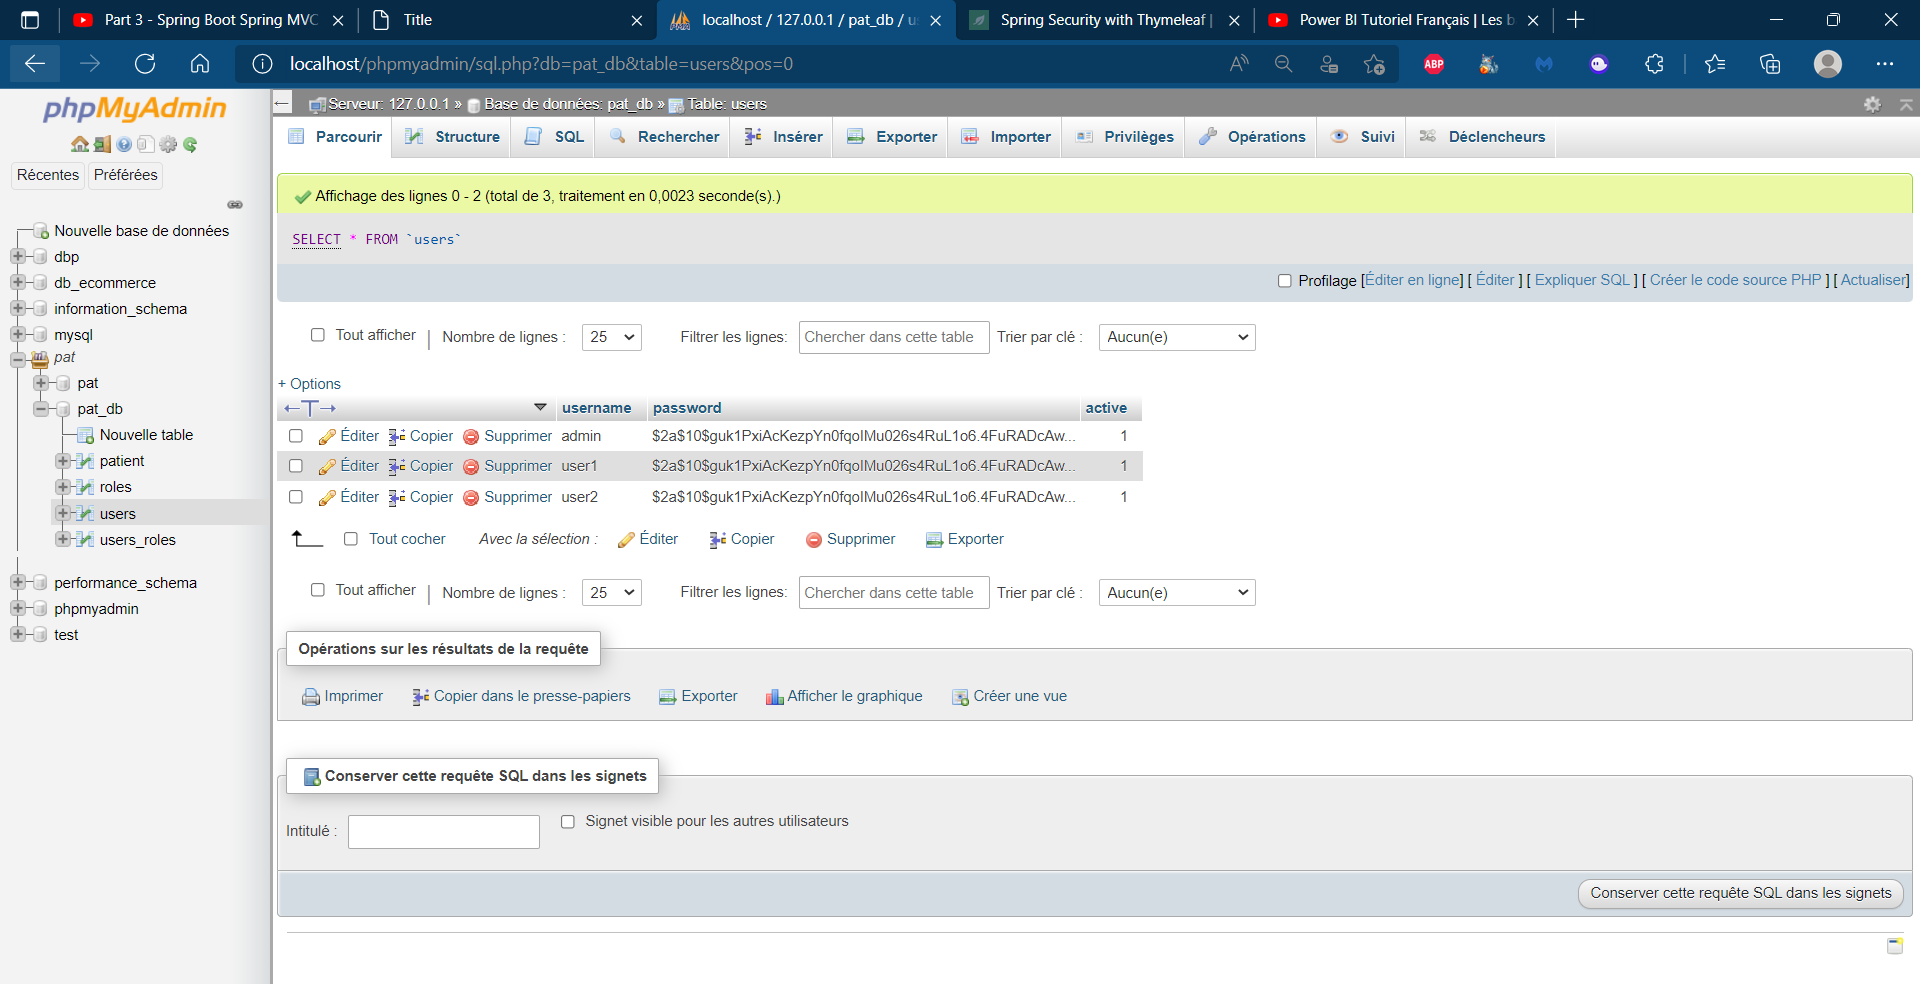 Part 3 - Spring Boot Spring MVC
Title
localhost / 127.0.0.1 / pat_db / u
Spring Security with Thymeleaf |
Power BI Tutoriel Français | Les b
localhost/phpmyadmin/sql.php?db=pat_db&table=users&pos=0
ABP
phpMyAdmin
Récentes
Préférées
Nouvelle base de données
dbp
db_ecommerce
information_schema
mysql
pat
pat
pat_db
Nouvelle table
patient
roles
users
users_roles
performance_schema
phpmyadmin
test
Serveur: 127.0.0.1 » Base de données: pat_db » Table: users
Parcourir
Structure
SQL
Rechercher
Insérer
Exporter
Importer
Privilèges
Opérations
Suivi
Déclencheurs
Affichage des lignes 0 - 2 (total de 3, traitement en 0,0023 seconde(s).)
SELECT * FROM `users`
Profilage [Éditer en ligne] [ Éditer ] [ Expliquer SQL ] [ Créer le code source PHP ] [ Actualiser]
Tout afficher | Nombre de lignes : 25 Filtrer les lignes: Chercher dans cette table Trier par clé : Aucun(e)
+ Options
←T→ username password active
Éditer Copier Supprimer admin $2a$10$guk1PxiAcKezpYn0fqoIMu026s4RuL1o6.4FuRADcAw... 1
Éditer Copier Supprimer user1 $2a$10$guk1PxiAcKezpYn0fqoIMu026s4RuL1o6.4FuRADcAw... 1
Éditer Copier Supprimer user2 $2a$10$guk1PxiAcKezpYn0fqoIMu026s4RuL1o6.4FuRADcAw... 1
Tout cocher Avec la sélection : Éditer Copier Supprimer Exporter
Tout afficher | Nombre de lignes : 25 Filtrer les lignes: Chercher dans cette table Trier par clé : Aucun(e)
Opérations sur les résultats de la requête
Imprimer Copier dans le presse-papiers Exporter Afficher le graphique Créer une vue
Conserver cette requête SQL dans les signets
Intitulé : Signet visible pour les autres utilisateurs
Conserver cette requête SQL dans les signets